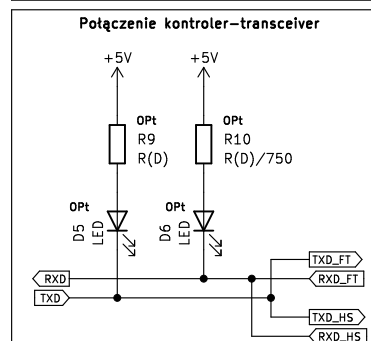 Połączenie kontroler–transceiver
+5V +5V
OPt OPt
R9 R10
R(D) R(D)/750
OPt OPt
D5 LED D6 LED
TXD_FT
RXD RXD_FT
TXD
TXD_HS
RXD_HS